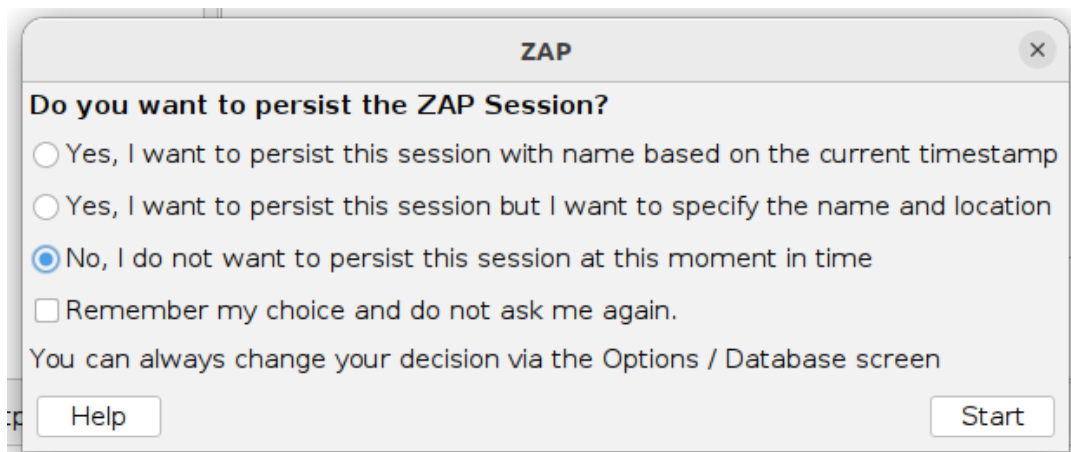 ZAP
Do you want to persist the ZAP Session?
Yes, I want to persist this session with name based on the current timestamp
Yes, I want to persist this session but I want to specify the name and location
No, I do not want to persist this session at this moment in time
Remember my choice and do not ask me again.
You can always change your decision via the Options / Database screen
Help
Start